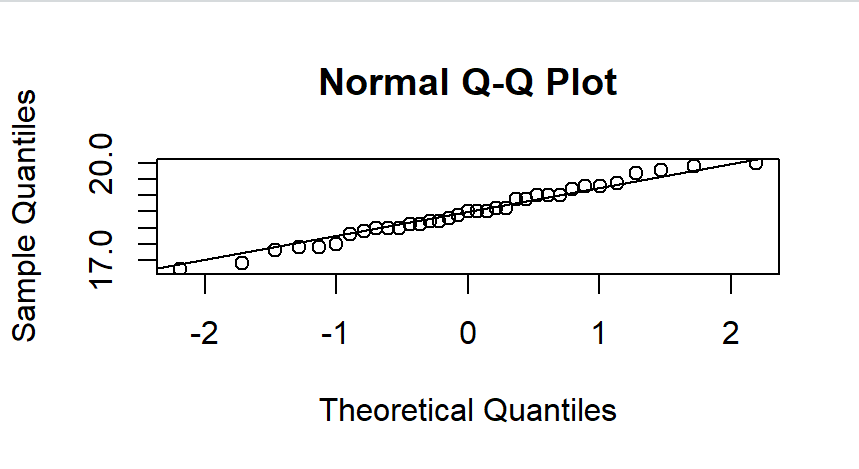 Normal Q-Q Plot
Sample Quantiles
20.0
17.0
-2 -1 0 1 2
Theoretical Quantiles